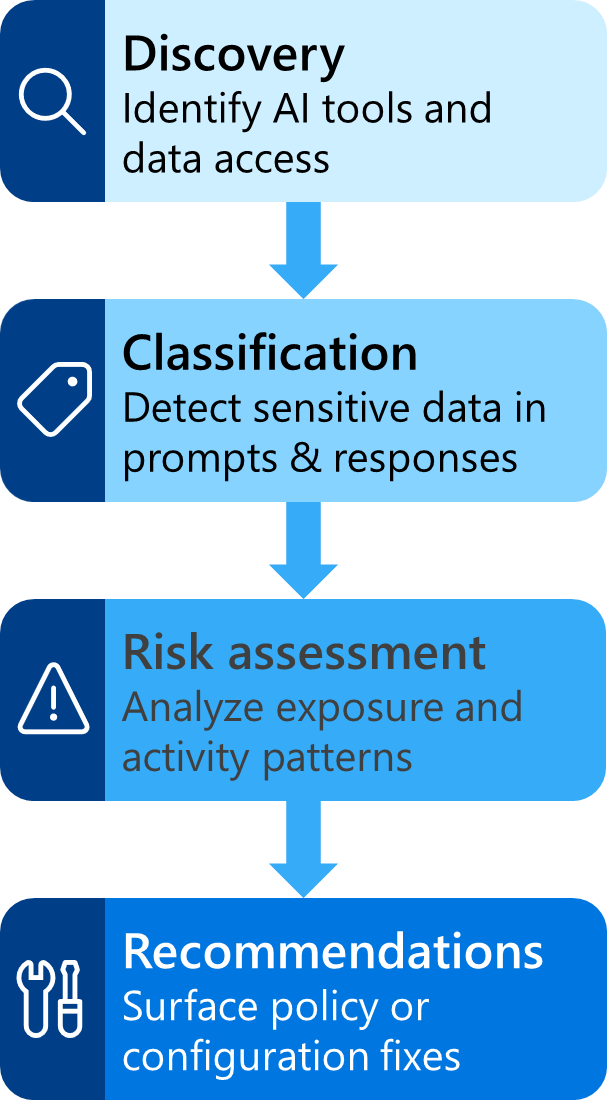 Discovery
Identify AI tools and
data access
Classification
Detect sensitive data in
prompts & responses
Risk assessment
Analyze exposure and
activity patterns
Recommendations
Surface policy or
configuration fixes